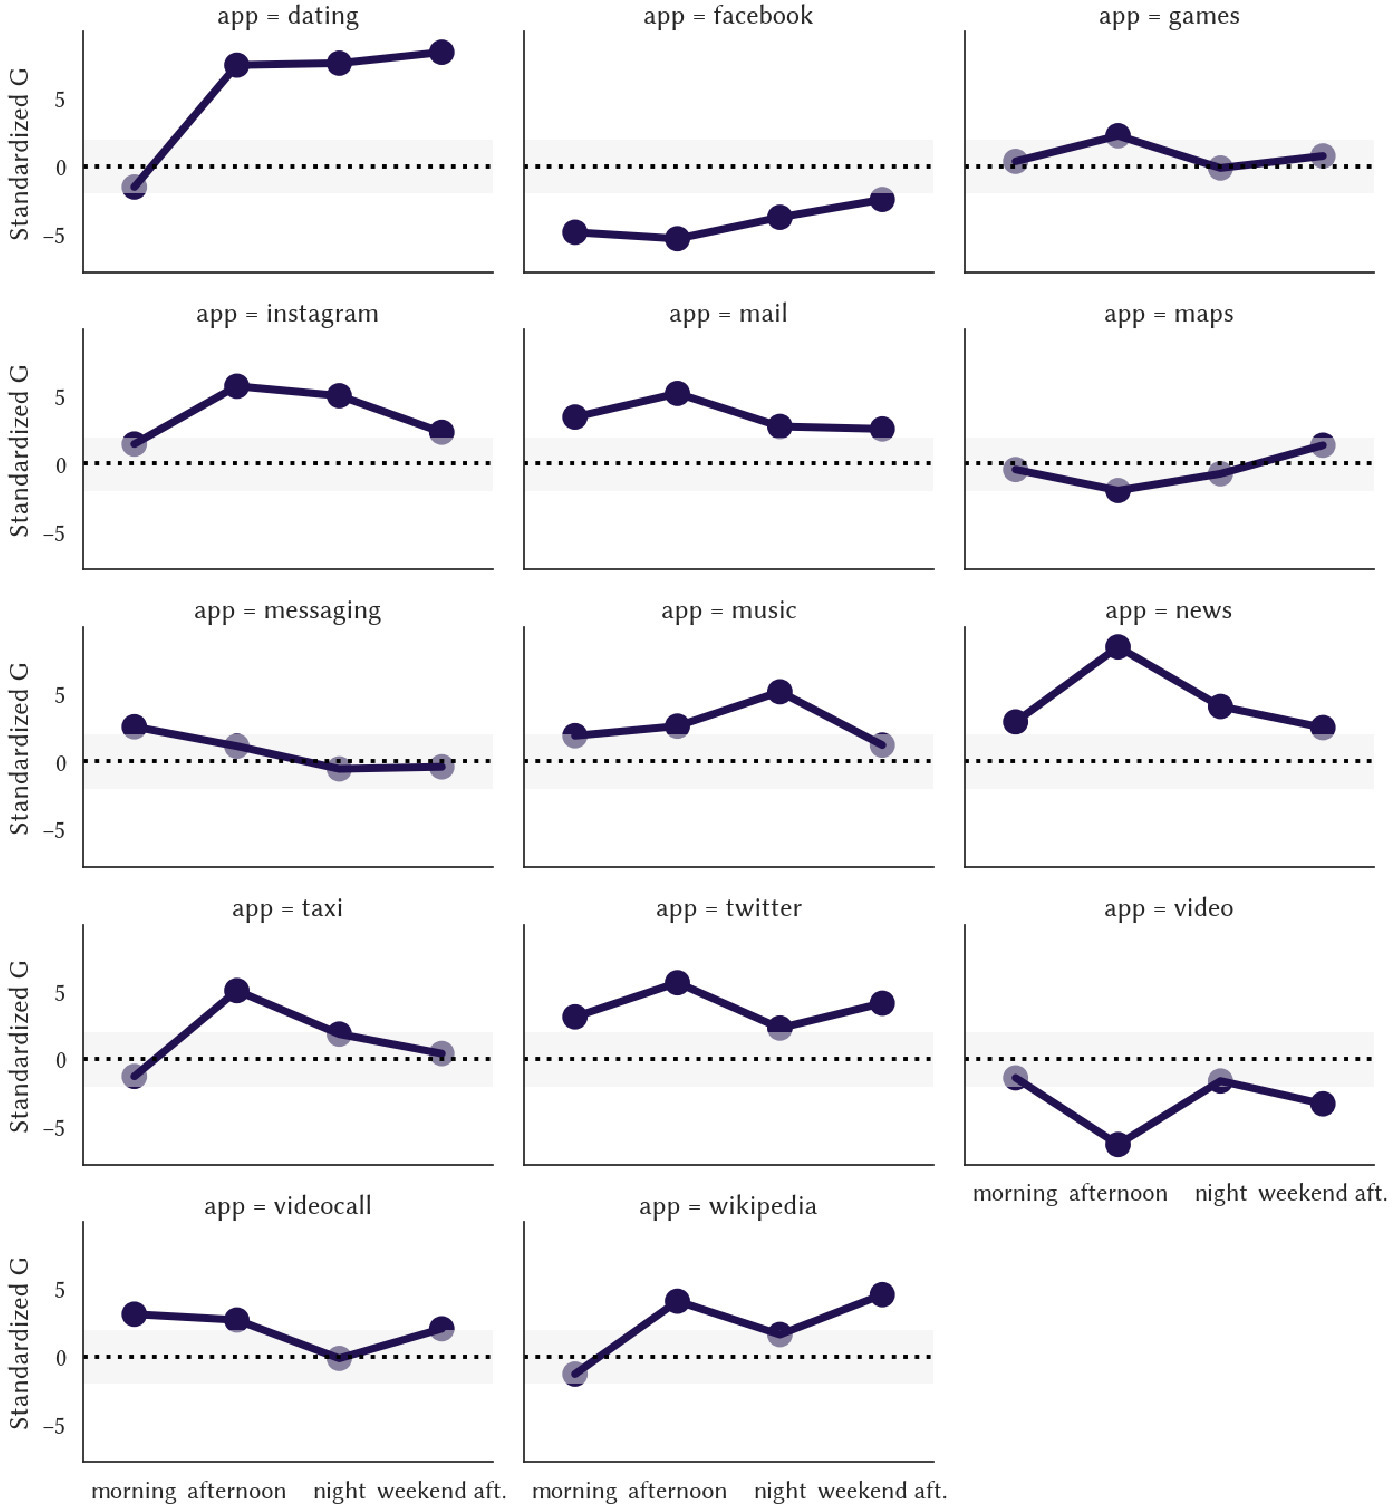 app = dating
app = facebook
app = games
Standardized G
5
0
−5
app = instagram
app = mail
app = maps
Standardized G
5
0
−5
app = messaging
app = music
app = news
Standardized G
5
0
−5
app = taxi
app = twitter
app = video
Standardized G
5
0
−5
morning afternoon night weekend aft.
app = videocall
app = wikipedia
Standardized G
5
0
−5
morning afternoon night weekend aft.
morning afternoon night weekend aft.